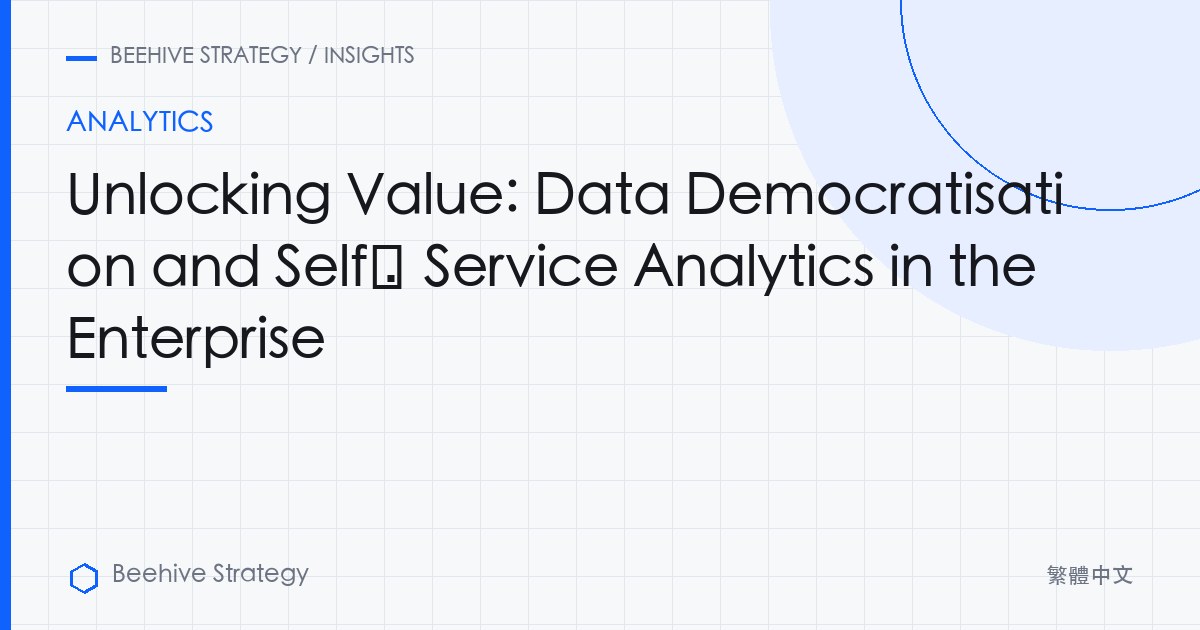 BEEHIVE STRATEGY / INSIGHTS
ANALYTICS
Unlocking Value: Data Democratisati
on and Self Service Analytics in the
Enterprise
Beehive Strategy
繁體中文